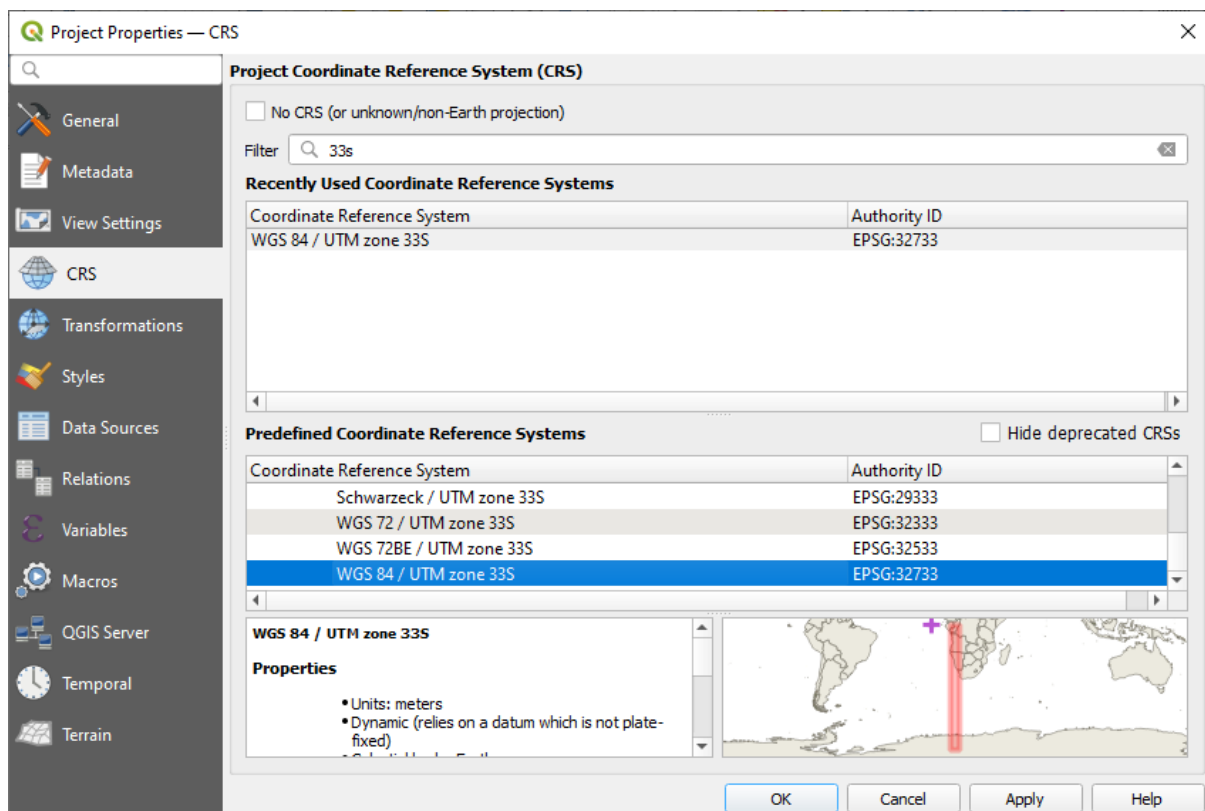 Project Properties — CRS
Project Coordinate Reference System (CRS)
General
Metadata
View Settings
CRS
Transformations
Styles
Data Sources
Relations
Variables
Macros
QGIS Server
Temporal
Terrain
No CRS (or unknown/non-Earth projection)
Filter 33s
Recently Used Coordinate Reference Systems
Coordinate Reference System Authority ID
WGS 84 / UTM zone 33S EPSG:32733
Predefined Coordinate Reference Systems Hide deprecated CRSs
Coordinate Reference System Authority ID
Schwarzeck / UTM zone 33S EPSG:29333
WGS 72 / UTM zone 33S EPSG:32333
WGS 72BE / UTM zone 33S EPSG:32533
WGS 84 / UTM zone 33S EPSG:32733
WGS 84 / UTM zone 33S
Properties
• Units: meters
• Dynamic (relies on a datum which is not plate-
fixed)
OK Cancel Apply Help